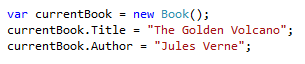 var currentBook = new Book();
currentBook.Title = "The Golden Volcano";
currentBook.Author = "Jules Verne";